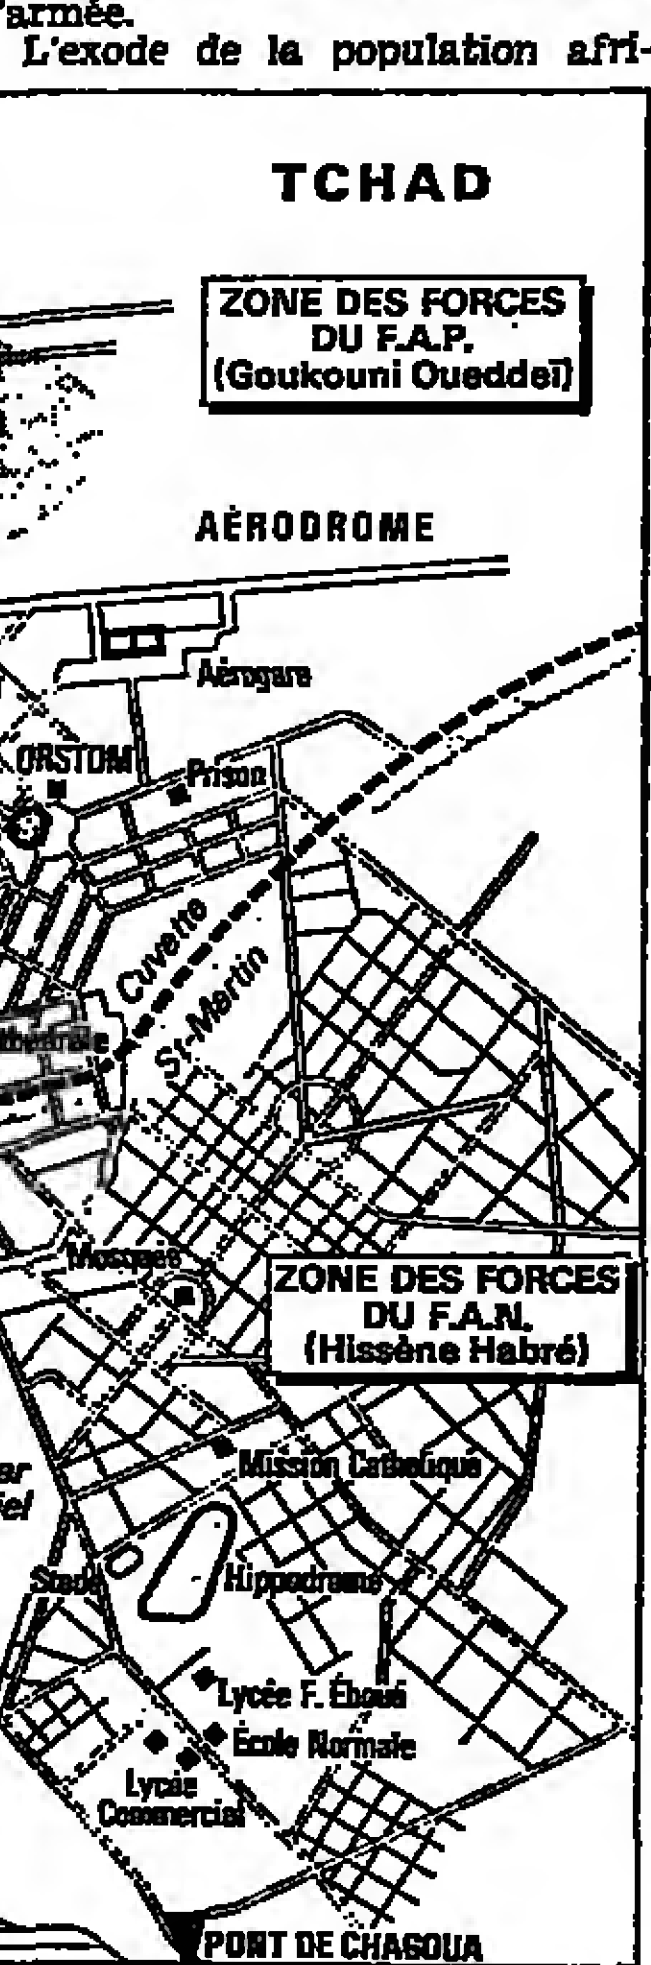 'armée.
L'exode de la population afri-
TCHAD
ZONE DES FORCES
DU F.A.P.
(Goukouni Oueddeï)
AÉRODROME
Aérogare
ORSTOM
Prison
Cuvette
St-Martin
Mosquée
ZONE DES FORCES
DU F.A.N.
(Hissène Habré)
Mission Catholique
Stade
Hippodrome
Lycée F. Éboué
École Normale
Lycée
Commercial
PONT DE CHAGOUA